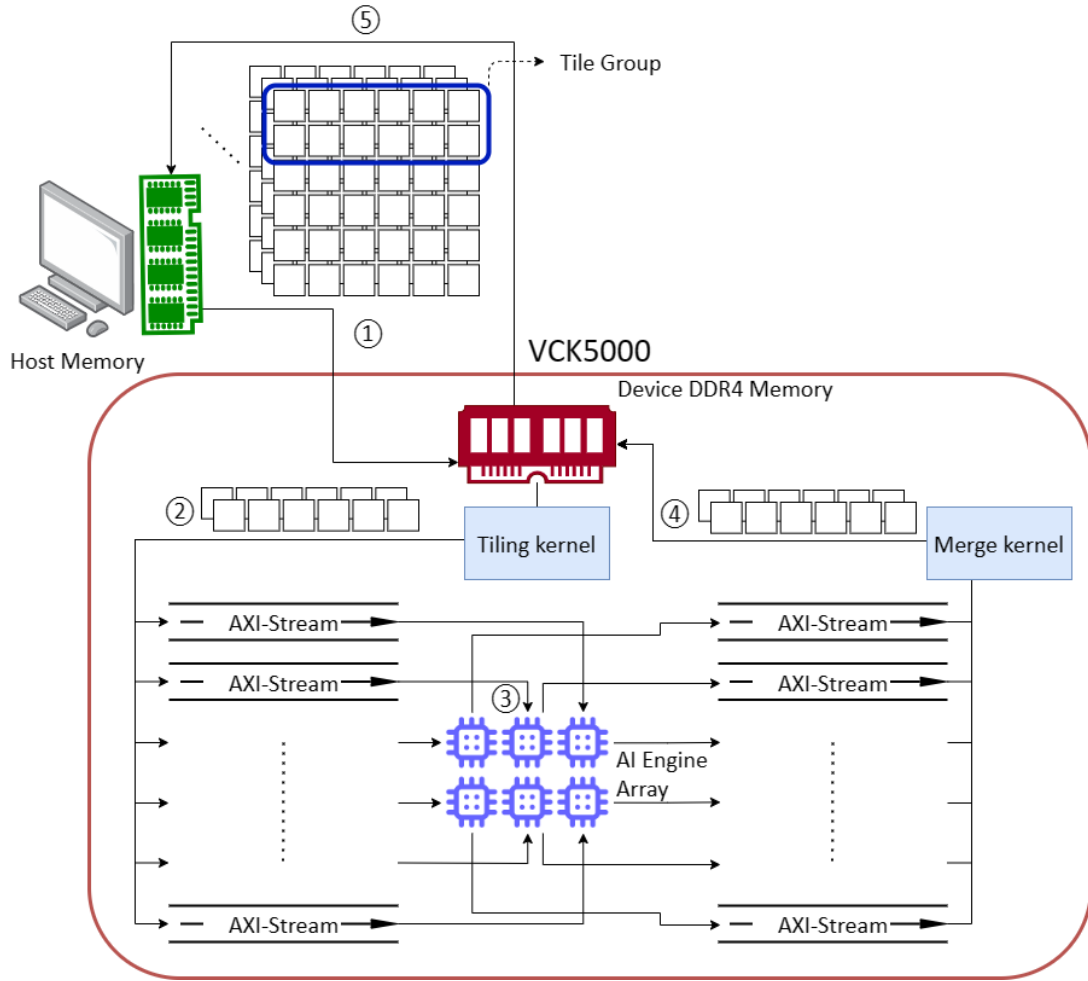 ⑤
Tile Group
①
Host Memory
VCK5000
Device DDR4 Memory
②
④
Tiling kernel
Merge kernel
AXI-Stream
AXI-Stream
AXI-Stream
AXI-Stream
③
AI Engine
Array
AXI-Stream
AXI-Stream